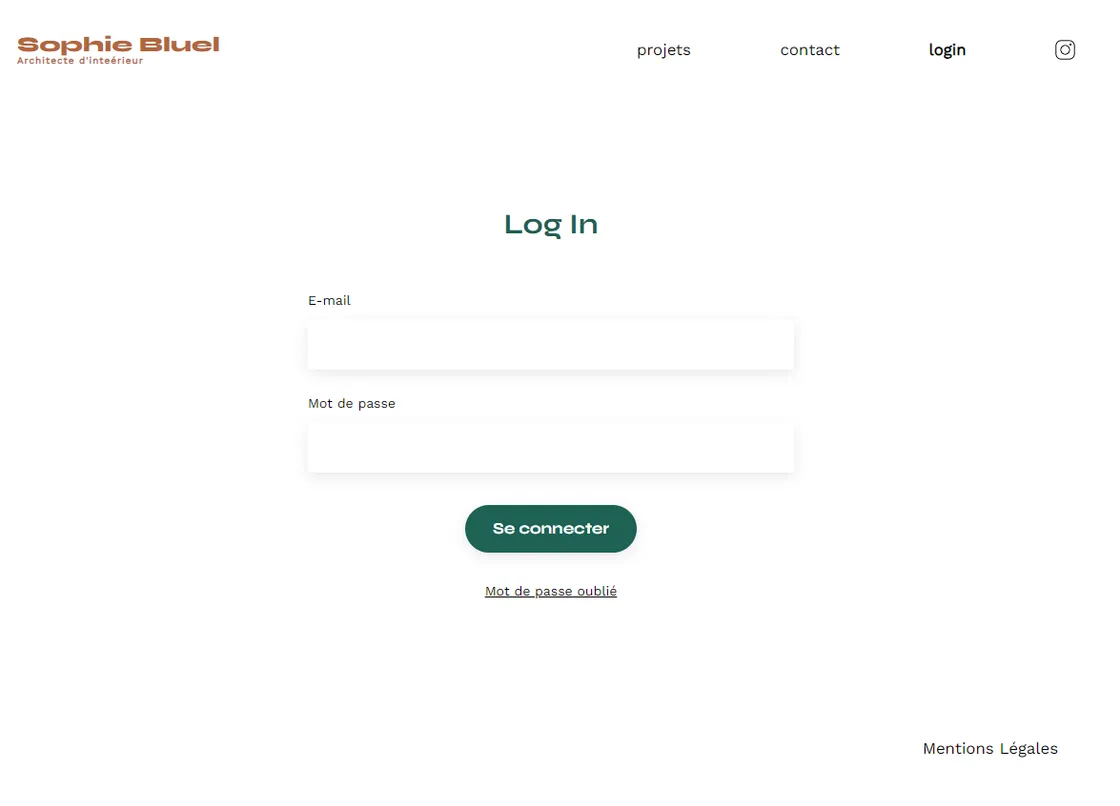 Sophie Bluel
Architecte d'inteérieur
projets
contact
login
Log In
E-mail
Mot de passe
Se connecter
Mot de passe oublié
Mentions Légales